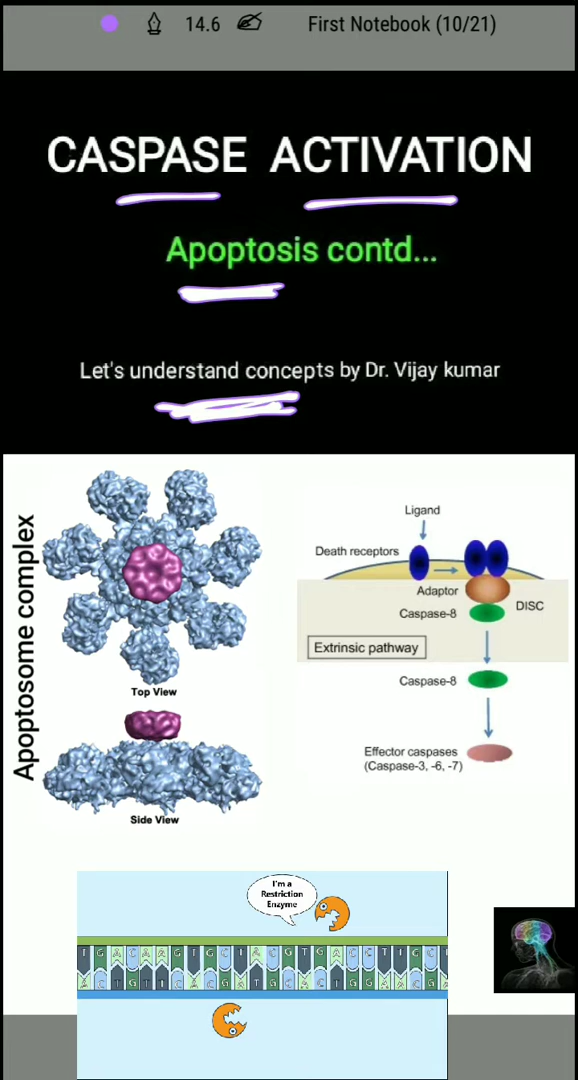 14.6 First Notebook (10/21)
CASPASE ACTIVATION
Apoptosis contd...
Let's understand concepts by Dr. Vijay kumar
Apoptosome complex
Top View
Side View
Ligand
Death receptors
Adaptor
Caspase-8
DISC
Extrinsic pathway
Caspase-8
Effector caspases
(Caspase-3, -6, -7)
I'm a
Restriction
Enzyme